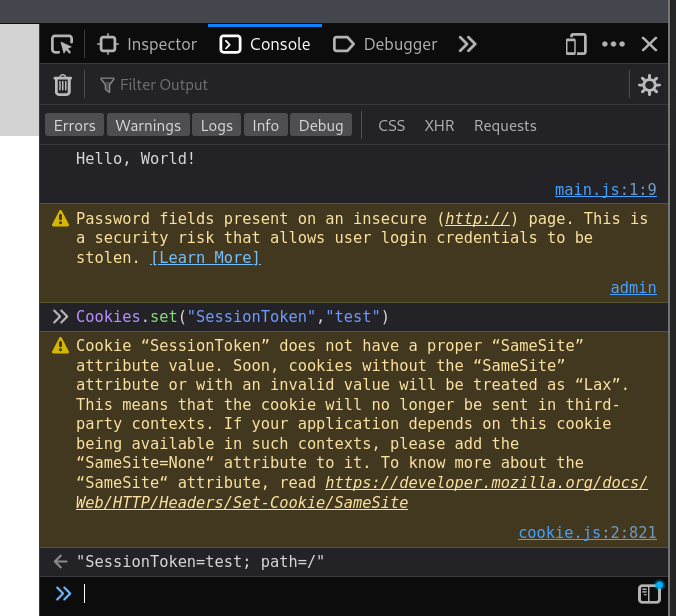 Inspector Console Debugger
Filter Output
Errors Warnings Logs Info Debug CSS XHR Requests
Hello, World!
main.js:1:9
Password fields present on an insecure (http://) page. This is
a security risk that allows user login credentials to be
stolen. [Learn More]
admin
Cookies.set("SessionToken","test")
Cookie “SessionToken” does not have a proper “SameSite”
attribute value. Soon, cookies without the “SameSite”
attribute or with an invalid value will be treated as “Lax”.
This means that the cookie will no longer be sent in third-
party contexts. If your application depends on this cookie
being available in such contexts, please add the
“SameSite=None“ attribute to it. To know more about the
“SameSite“ attribute, read https://developer.mozilla.org/docs/
Web/HTTP/Headers/Set-Cookie/SameSite
cookie.js:2:821
"SessionToken=test; path=/"